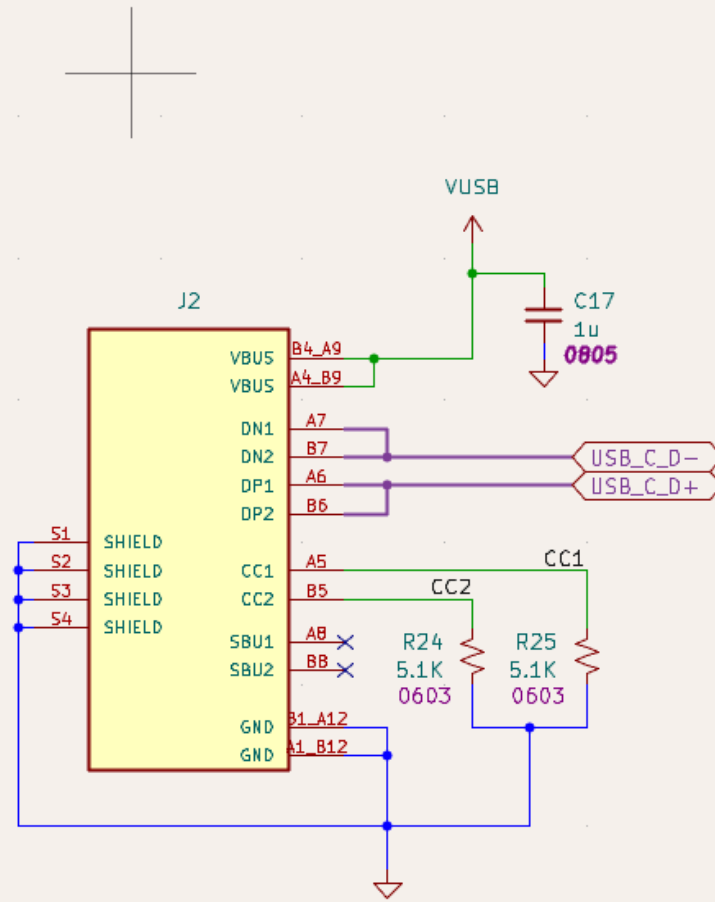 VUSB
J2
C17
1u
0805
VBUS B4_A9
VBUS A4_B9
DN1 A7
DN2 B7
USB_C_D-
DP1 A6
USB_C_D+
DP2 B6
S1 SHIELD
S2 SHIELD
S3 SHIELD
S4 SHIELD
CC1 A5
CC1
CC2 B5
CC2
SBU1 A8
SBU2 B8
R24
5.1K
0603
R25
5.1K
0603
GND B1_A12
GND A1_B12